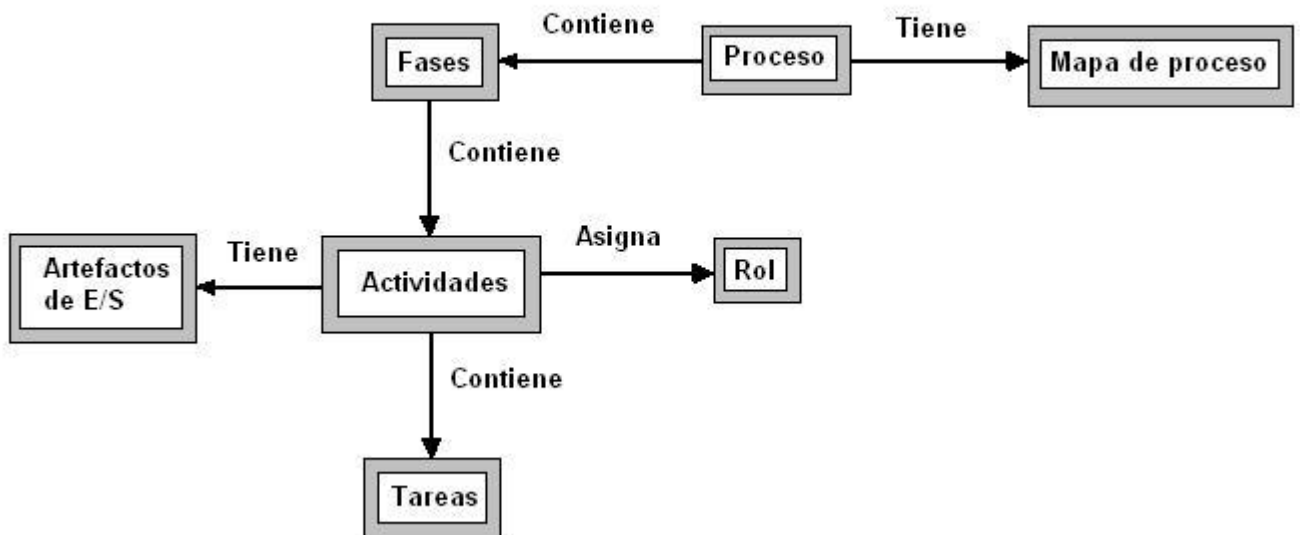 Contiene
Tiene
Fases
Proceso
Mapa de proceso
Contiene
Tiene
Asigna
Artefactos
de E/S
Actividades
Rol
Contiene
Tareas